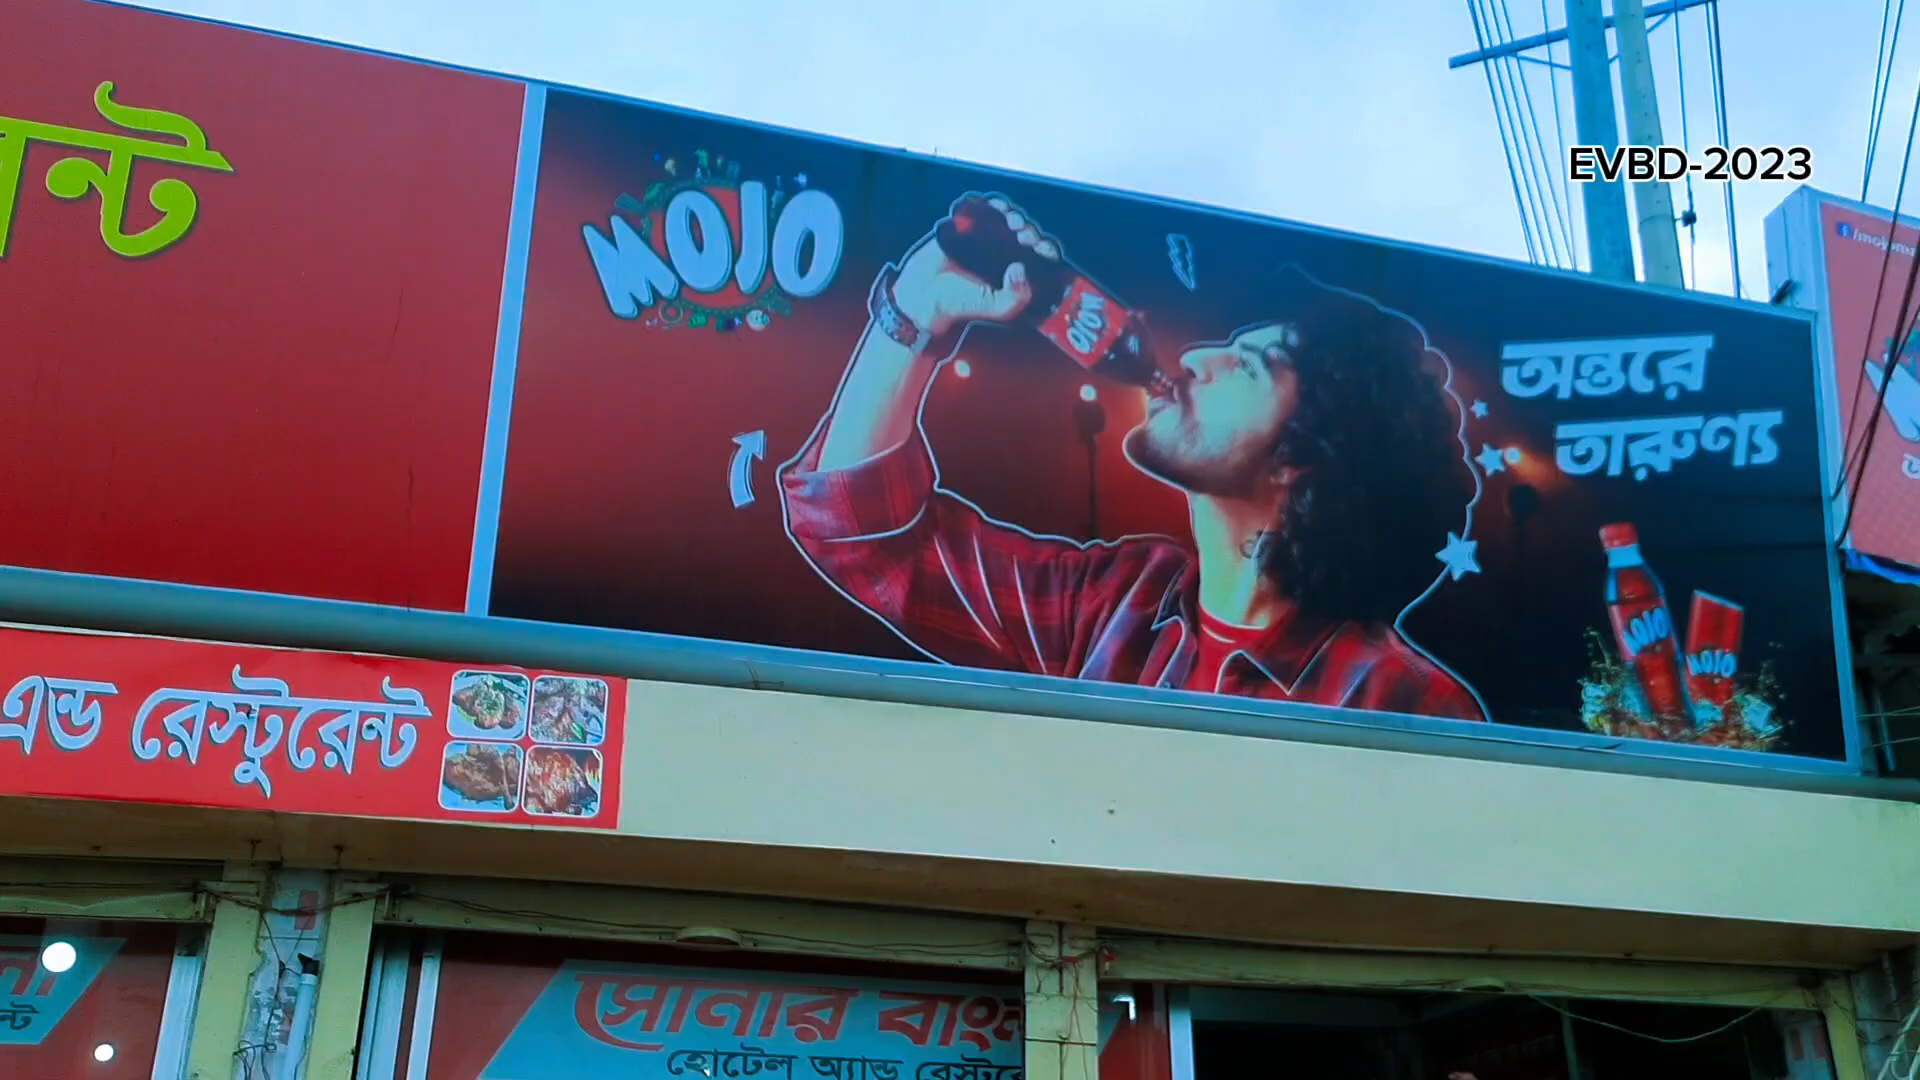 EVBD-2023
MOJO
MOJO
অন্তরে
তারুণ্য
MOJO
MOJO
এন্ড রেস্টুরেন্ট
সোনার বাংলা
হোটেল অ্যান্ড